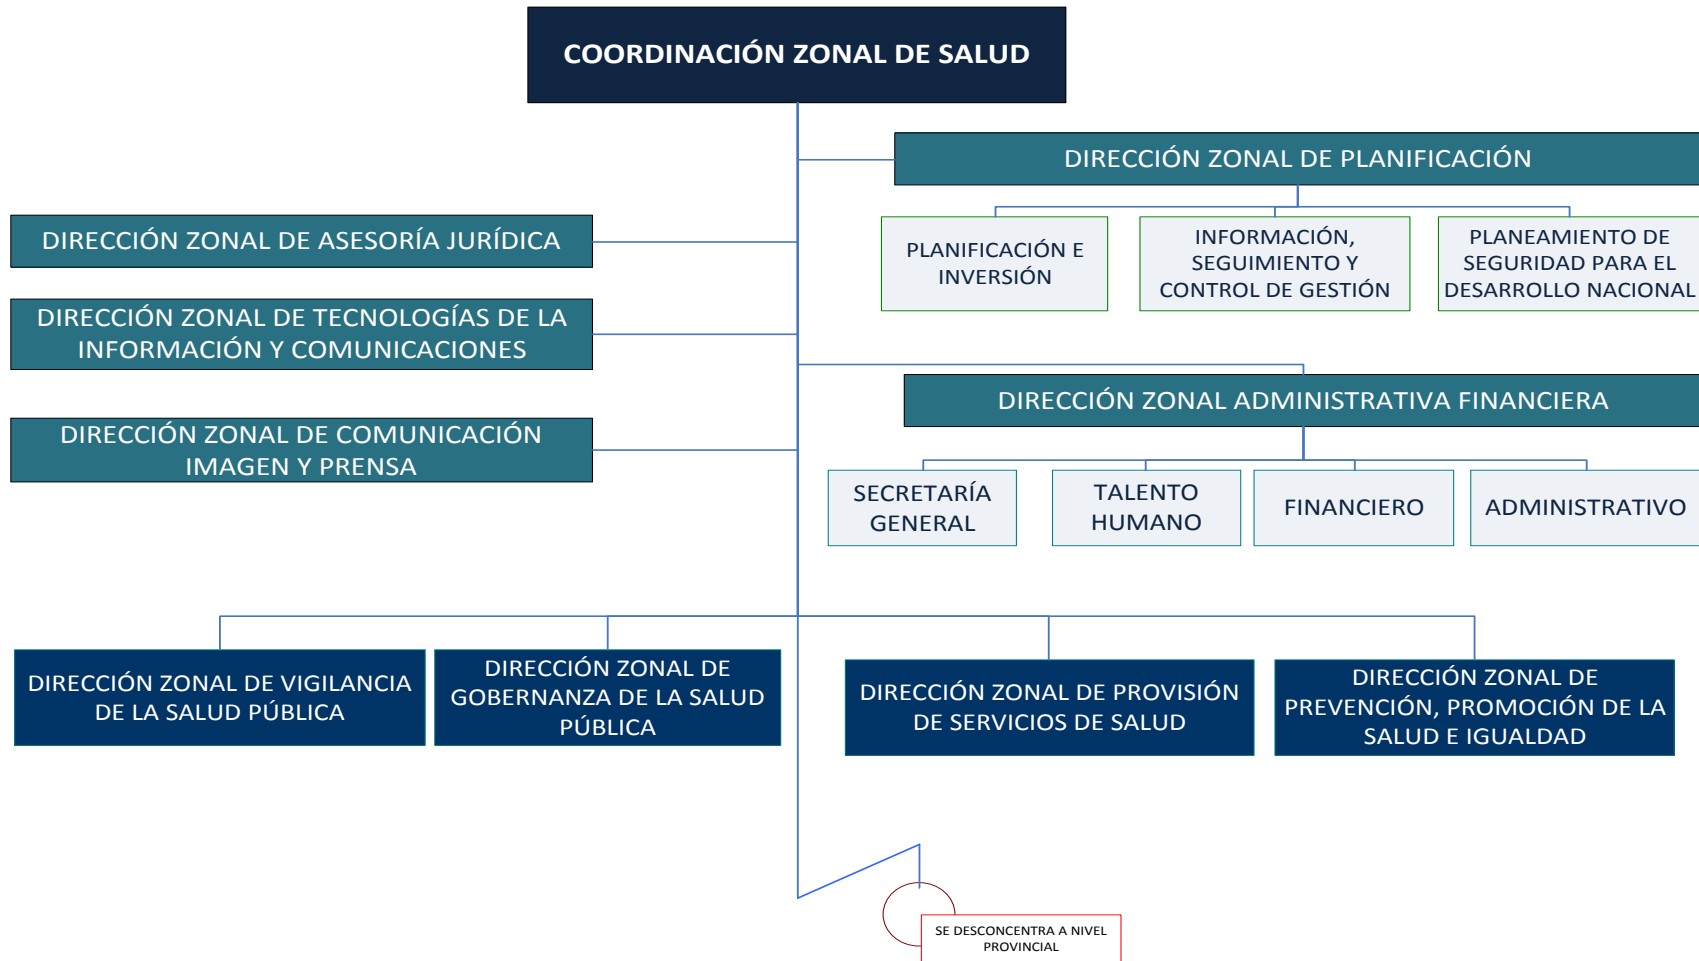 COORDINACIÓN ZONAL DE SALUD
DIRECCIÓN ZONAL DE PLANIFICACIÓN
PLANIFICACIÓN E
INVERSIÓN
INFORMACIÓN,
SEGUIMIENTO Y
CONTROL DE GESTIÓN
PLANEAMIENTO DE
SEGURIDAD PARA EL
DESARROLLO NACIONAL
DIRECCIÓN ZONAL DE ASESORÍA JURÍDICA
DIRECCIÓN ZONAL DE TECNOLOGÍAS DE LA
INFORMACIÓN Y COMUNICACIONES
DIRECCIÓN ZONAL DE COMUNICACIÓN
IMAGEN Y PRENSA
DIRECCIÓN ZONAL ADMINISTRATIVA FINANCIERA
SECRETARÍA
GENERAL
TALENTO
HUMANO
FINANCIERO
ADMINISTRATIVO
DIRECCIÓN ZONAL DE VIGILANCIA
DE LA SALUD PÚBLICA
DIRECCIÓN ZONAL DE
GOBERNANZA DE LA SALUD
PÚBLICA
DIRECCIÓN ZONAL DE PROVISIÓN
DE SERVICIOS DE SALUD
DIRECCIÓN ZONAL DE
PREVENCIÓN, PROMOCIÓN DE LA
SALUD E IGUALDAD
SE DESCONCENTRA A NIVEL
PROVINCIAL